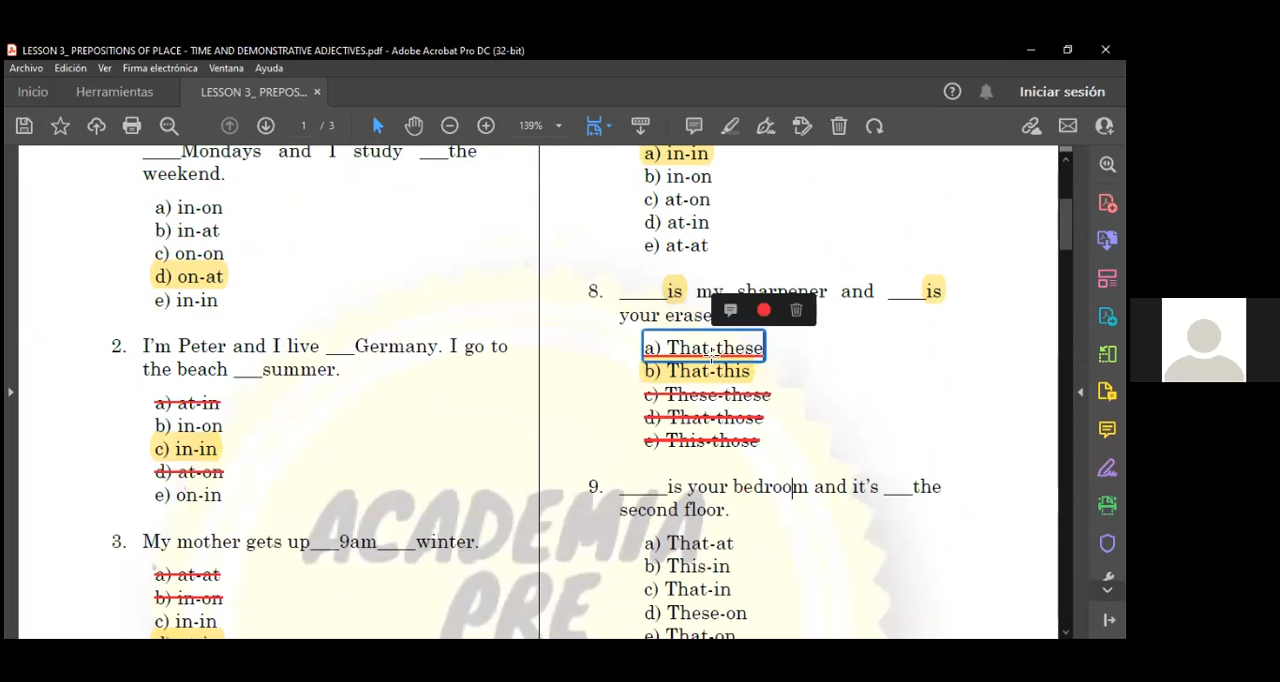 LESSON 3_ PREPOSITIONS OF PLACE - TIME AND DEMONSTRATIVE ADJECTIVES.pdf - Adobe Acrobat Pro DC (32-bit)
Archivo Edición Ver Firma electrónica Ventana Ayuda
Inicio Herramientas LESSON 3_ PREPOS... × Iniciar sesión
1 / 3 139%
____Mondays and I study ___the
weekend.
a) in-on
b) in-at
c) on-on
d) on-at
e) in-in
2. I'm Peter and I live ___Germany. I go to
the beach ___summer.
a) at-in
b) in-on
c) in-in
d) at-on
e) on-in
3. My mother gets up___9am____winter.
a) at-at
b) in-on
c) in-in
a) in-in
b) in-on
c) at-on
d) at-in
e) at-at
8. _____is my sharpener and ____is
your erase
a) That-these
b) That-this
c) These-these
d) That-those
e) This-those
9. _____is your bedroom and it's ___the
second floor.
a) That-at
b) This-in
c) That-in
d) These-on
e) That-on
ACADEMIA
PRE